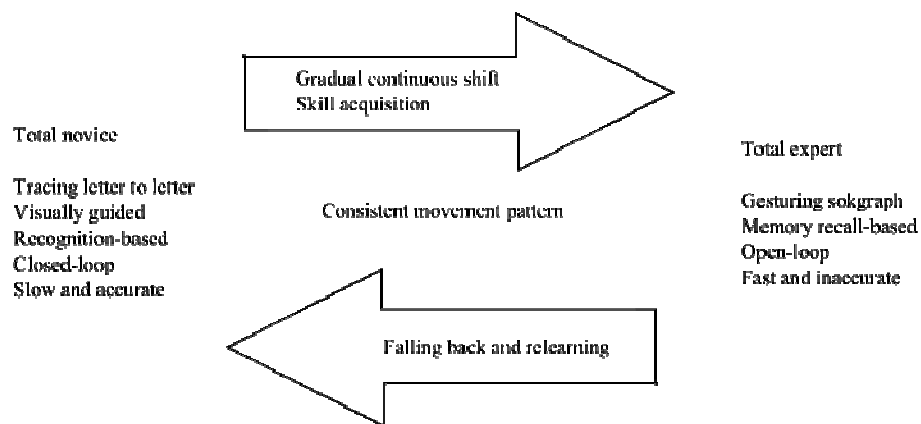 Gradual continuous shift
Skill acquisition
Total novice
Tracing letter to letter
Visually guided
Recognition-based
Closed-loop
Slow and accurate
Consistent movement pattern
Total expert
Gesturing sokgraph
Memory recall-based
Open-loop
Fast and inaccurate
Falling back and relearning